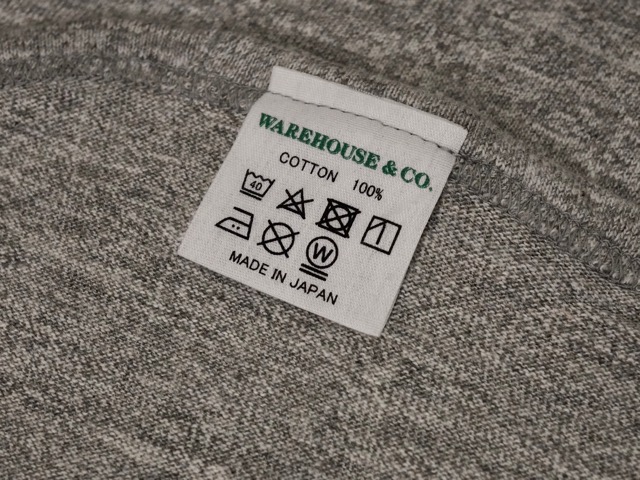 WAREHOUSE & CO.
COTTON 100%
40
W
MADE IN JAPAN